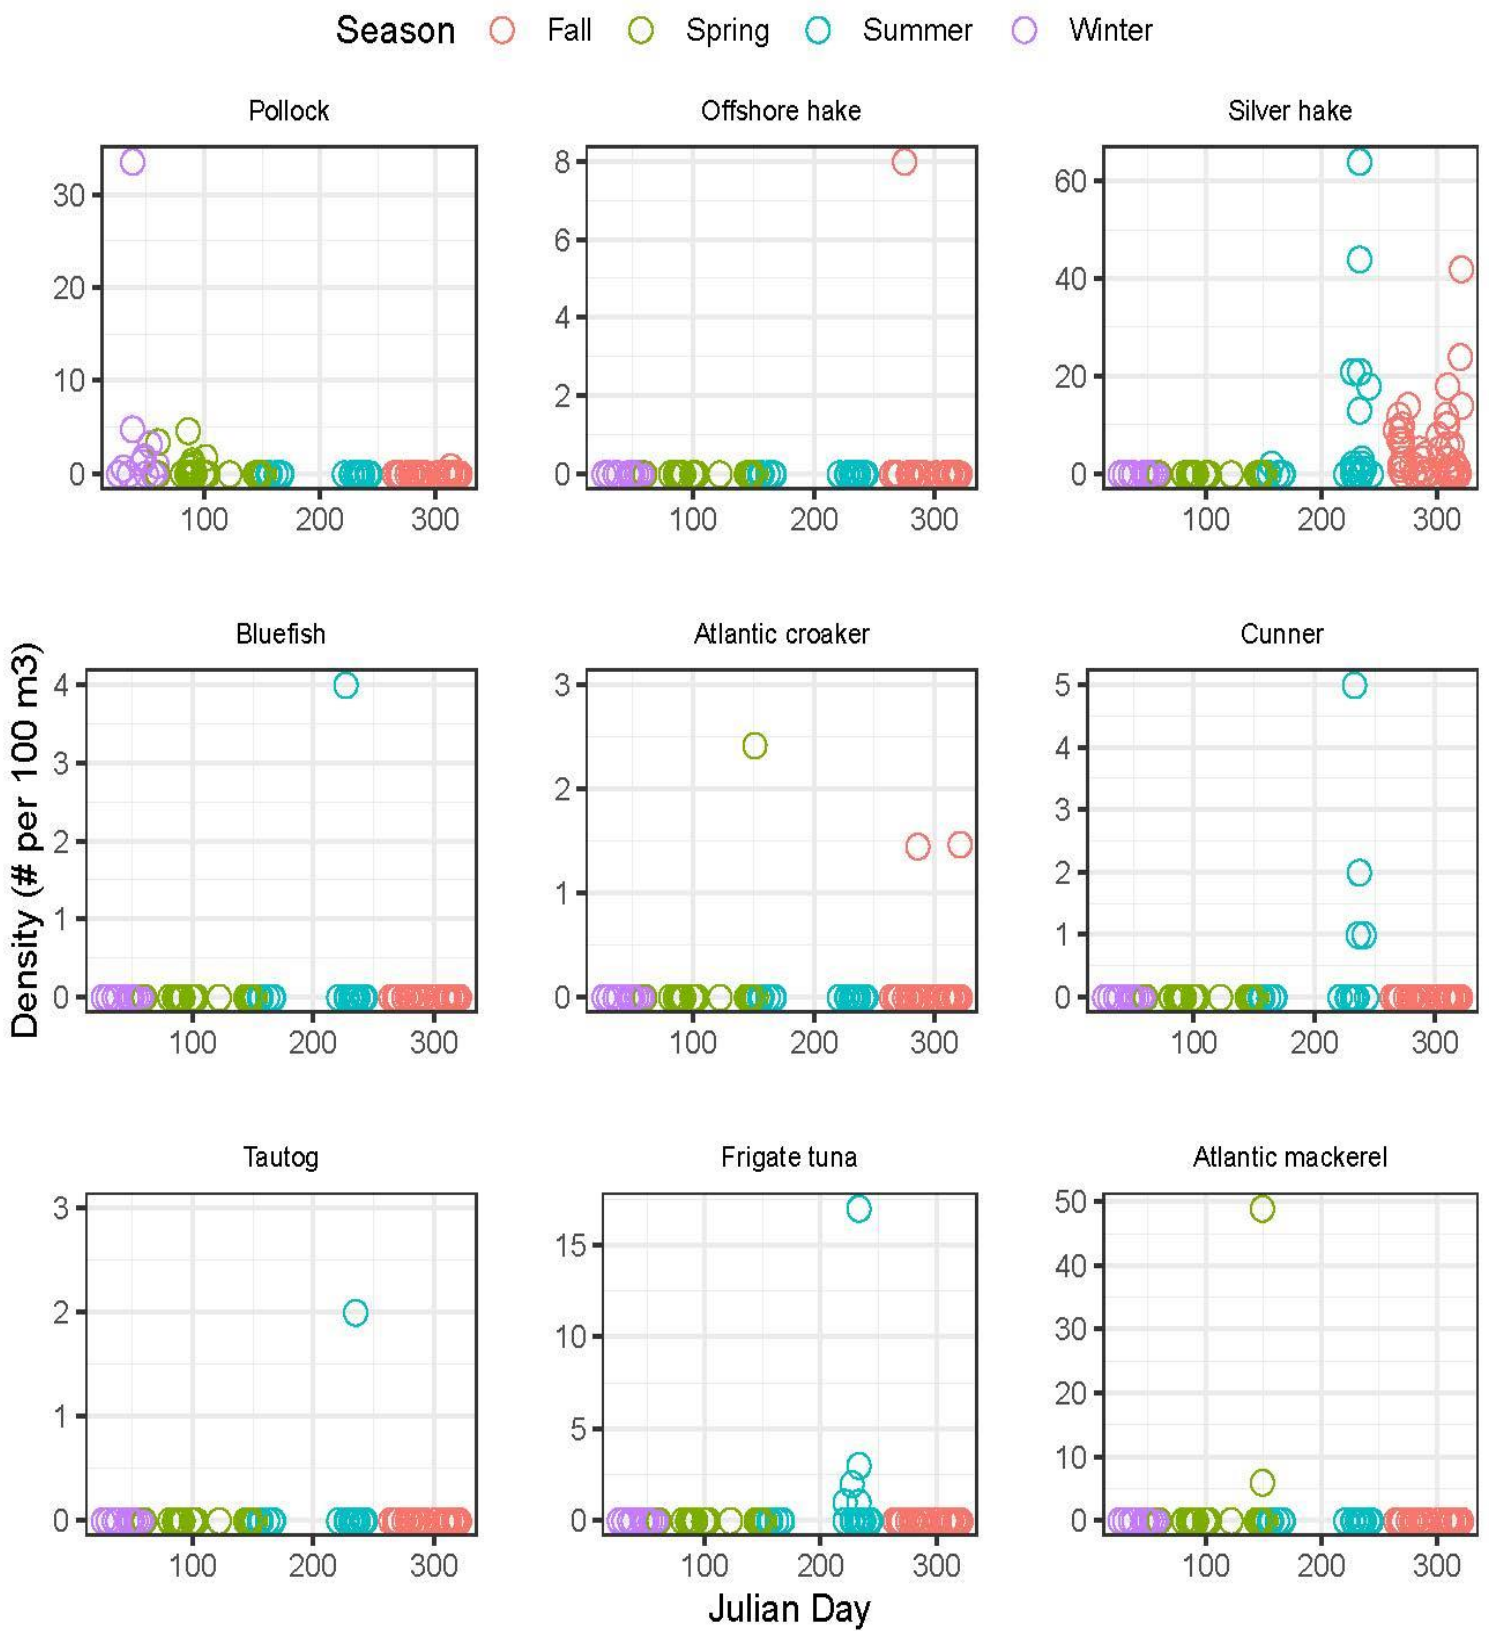 Season Fall Spring Summer Winter
Pollock Offshore hake Silver hake
30
20
10
0
100 200 300
8
6
4
2
0
100 200 300
60
40
20
0
100 200 300
Density (# per 100 m3)
Bluefish Atlantic croaker Cunner
4
3
2
1
0
100 200 300
3
2
1
0
100 200 300
5
4
3
2
1
0
100 200 300
Tautog Frigate tuna Atlantic mackerel
3
2
1
0
100 200 300
15
10
5
0
100 200 300
50
40
30
20
10
0
100 200 300
Julian Day